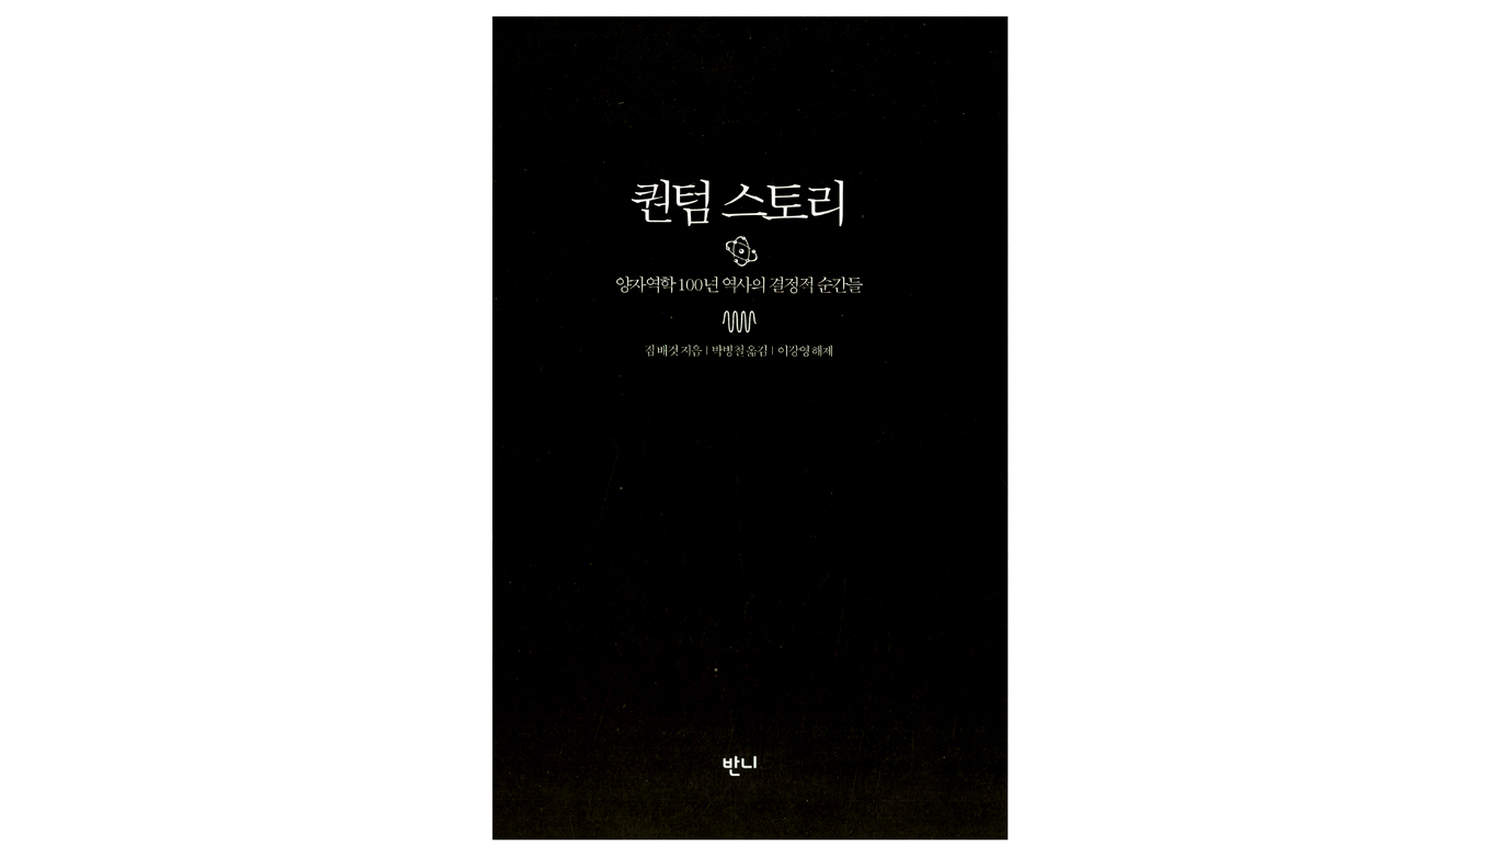 퀀텀 스토리
양자역학 100년 역사의 결정적 순간들
짐 배것 지음 | 박병철 옮김 | 이강영 해제
반니